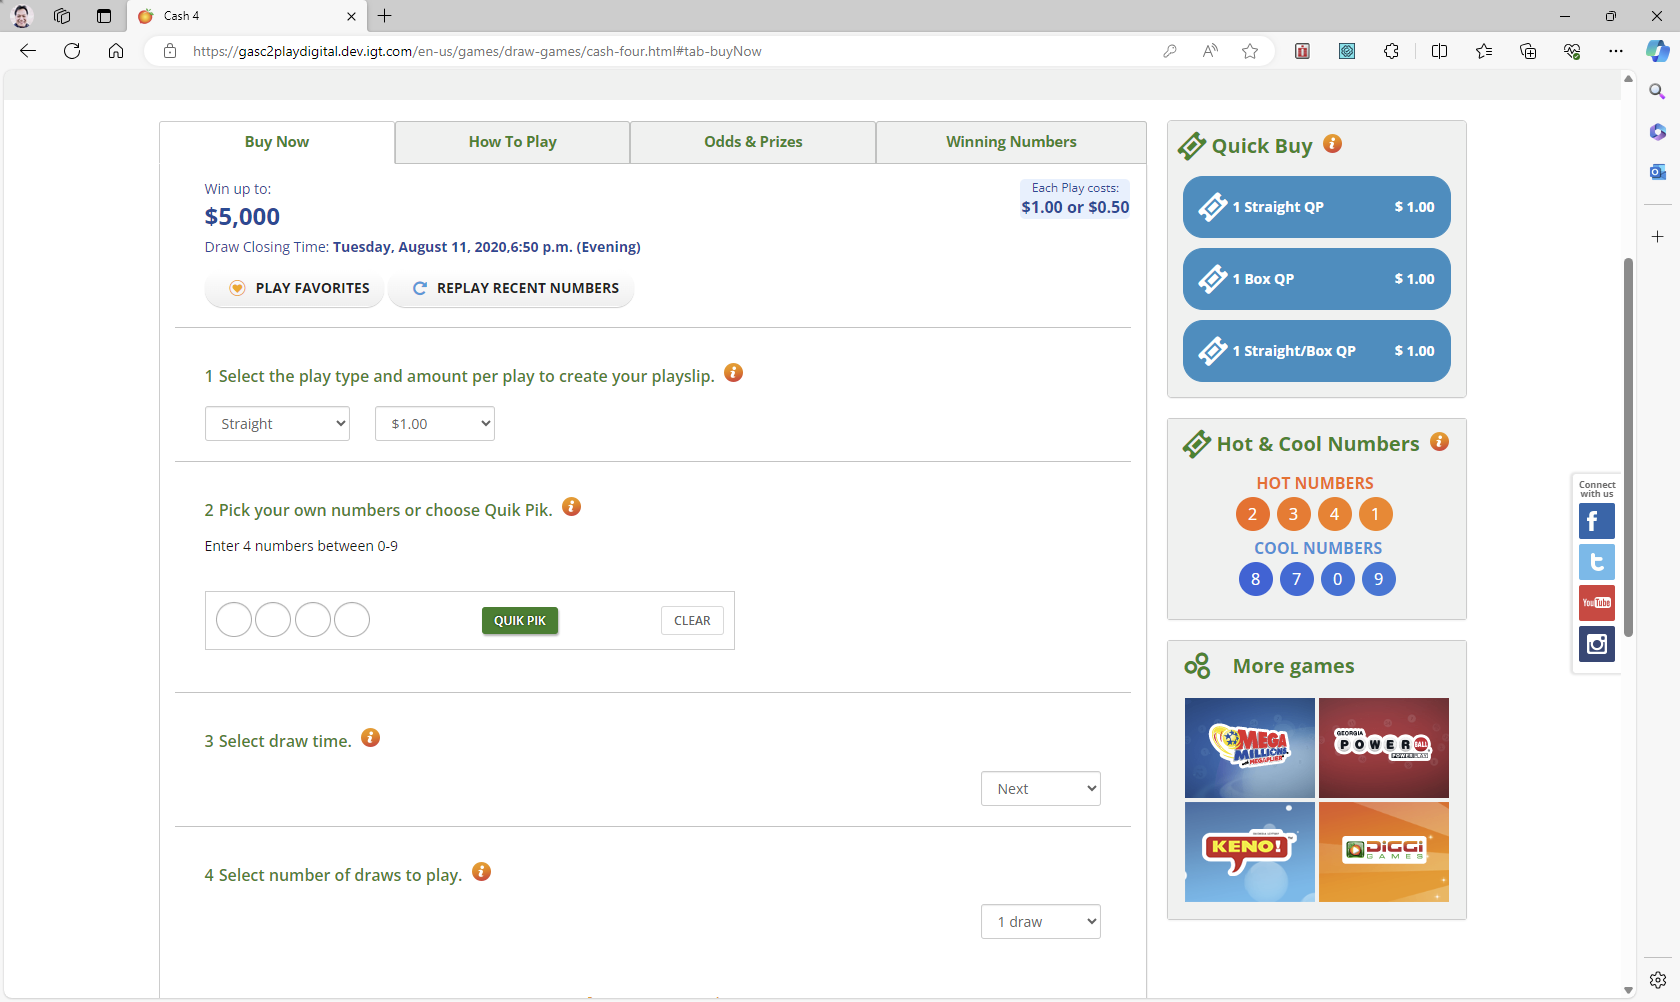 Cash 4
https://gasc2playdigital.dev.igt.com/en-us/games/draw-games/cash-four.html#tab-buyNow
Buy Now
How To Play
Odds & Prizes
Winning Numbers
Win up to:
$5,000
Draw Closing Time: Tuesday, August 11, 2020,6:50 p.m. (Evening)
Each Play costs:
$1.00 or $0.50
PLAY FAVORITES
REPLAY RECENT NUMBERS
1 Select the play type and amount per play to create your playslip.
Straight
$1.00
2 Pick your own numbers or choose Quik Pik.
Enter 4 numbers between 0-9
QUIK PIK
CLEAR
3 Select draw time.
Next
4 Select number of draws to play.
1 draw
Quick Buy
1 Straight QP $ 1.00
1 Box QP $ 1.00
1 Straight/Box QP $ 1.00
Hot & Cool Numbers
HOT NUMBERS
2 3 4 1
COOL NUMBERS
8 7 0 9
More games
MEGA
MILLIONS
MEGAPLIER
GEORGIA
POWERBALL
POWER PLAY
KENO!
DIGGI
GAMES
Connect
with us
You Tube